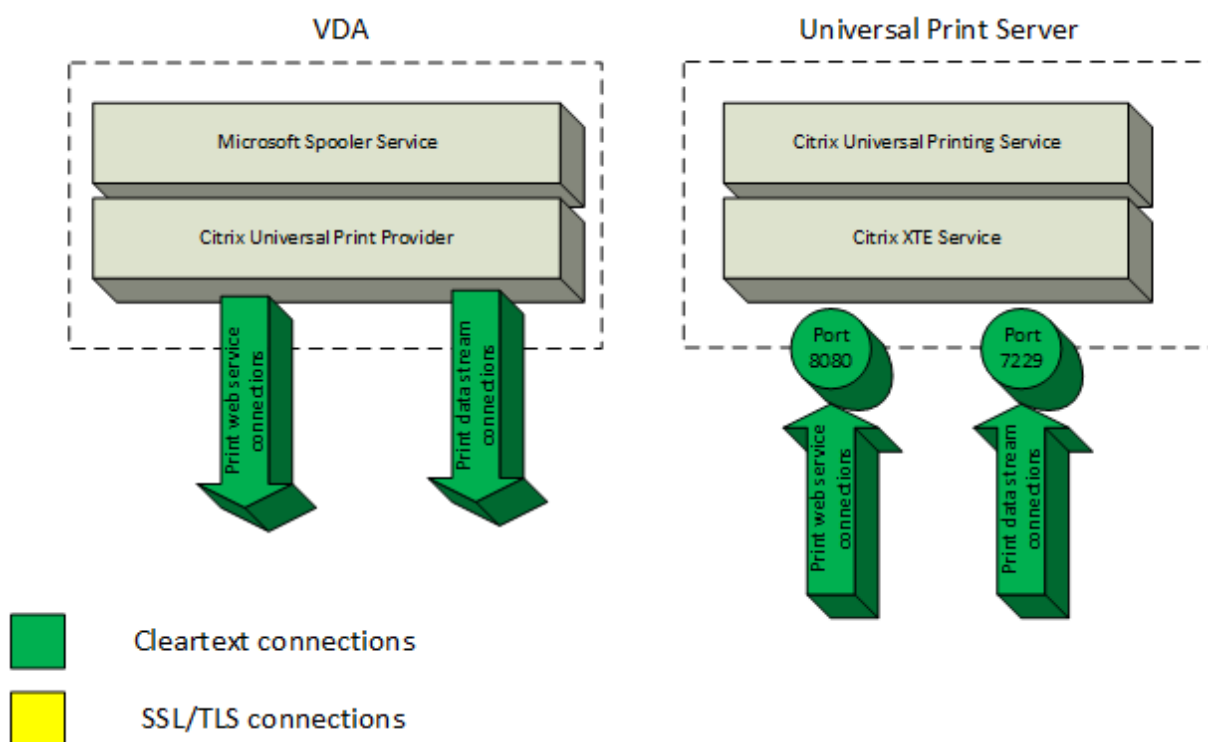 VDA
Microsoft Spooler Service
Citrix Universal Print Provider
Print web service
connections
Print data stream
connections
Universal Print Server
Citrix Universal Printing Service
Citrix XTE Service
Port
8080
Port
7229
Print web service
connections
Print data stream
connections
Cleartext connections
SSL/TLS connections